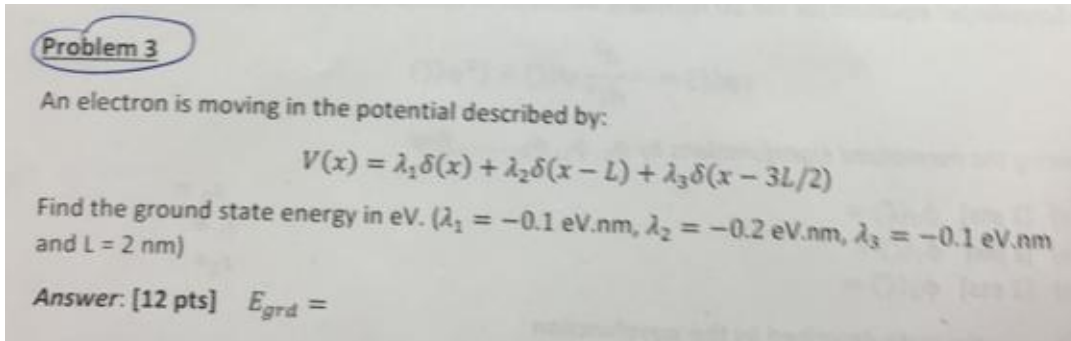 Problem 3
An electron is moving in the potential described by:
V(x) = λ₁δ(x) + λ₂δ(x − L) + λ₃δ(x − 3L/2)
Find the ground state energy in eV. (λ₁ = −0.1 eV.nm, λ₂ = −0.2 eV.nm, λ₃ = −0.1 eV.nm
and L = 2 nm)
Answer: [12 pts] E_grd =